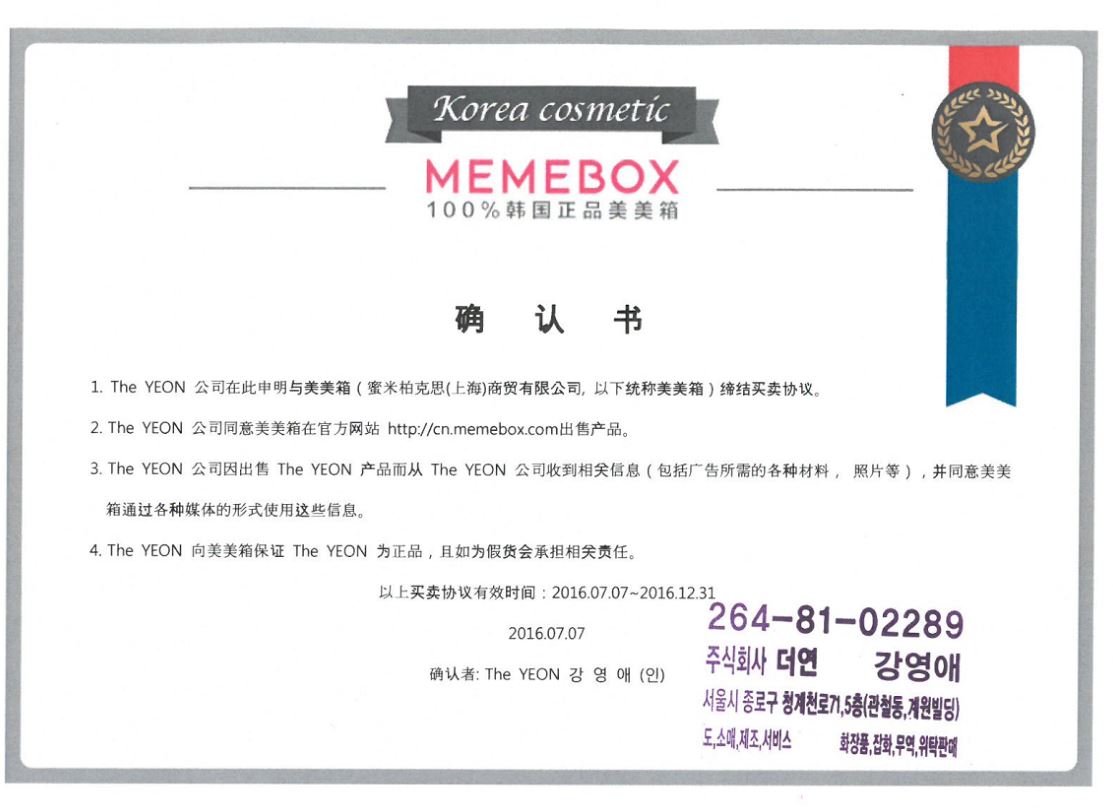 Korea cosmetic
MEMEBOX
100%韩国正品美美箱
确 认 书
1. The YEON 公司在此申明与美美箱（蜜米柏克思(上海)商贸有限公司, 以下统称美美箱）缔结买卖协议。
2. The YEON 公司同意美美箱在官方网站 http://cn.memebox.com出售产品。
3. The YEON 公司因出售 The YEON 产品而从 The YEON 公司收到相关信息（包括广告所需的各种材料， 照片等）, 并同意美美
箱通过各种媒体的形式使用这些信息。
4. The YEON 向美美箱保证 The YEON 为正品，且如为假货会承担相关责任。
以上买卖协议有效时间：2016.07.07~2016.12.31
2016.07.07
确认者: The YEON 강 영 애 (인)
264-81-02289
주식회사 더연 강영애
서울시 종로구 청계천로71,5층(관철동,계원빌딩)
도,소매,제조,서비스 화장품,잡화,무역,위탁판매